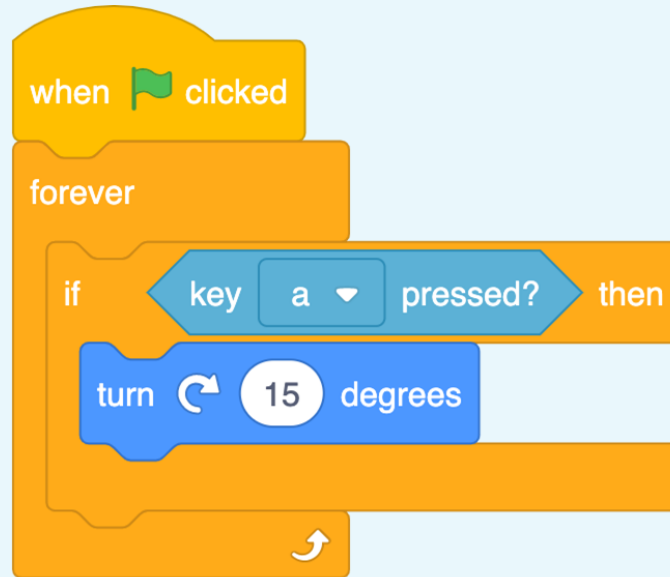 when clicked
forever
if key a pressed? then
turn 15 degrees